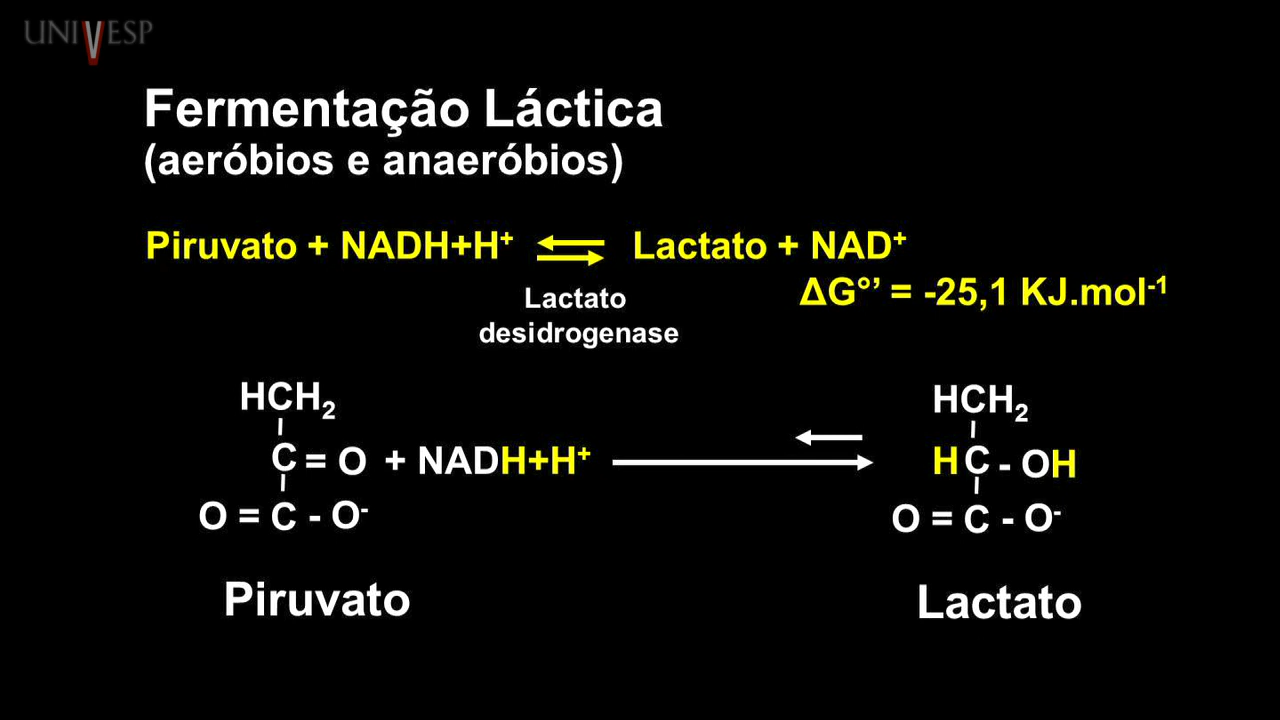 UNIVESP
Fermentação Láctica
(aeróbios e anaeróbios)
Piruvato + NADH+H⁺ ⇌ Lactato + NAD⁺
ΔG°’ = -25,1 KJ.mol⁻¹
Lactato
desidrogenase
HCH₂
C = O + NADH+H⁺
O = C - O⁻
Piruvato
HCH₂
H C - OH
O = C - O⁻
Lactato